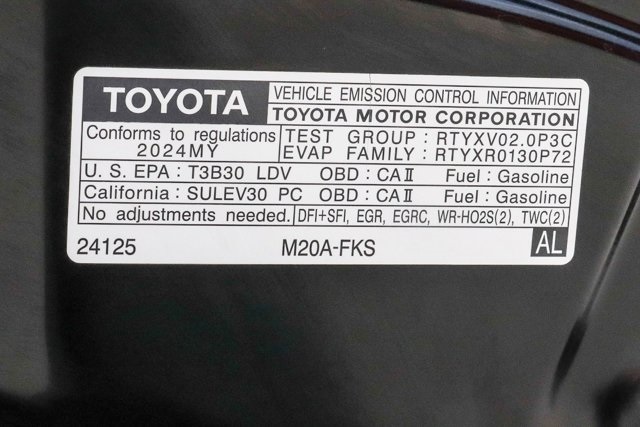 TOYOTA
VEHICLE EMISSION CONTROL INFORMATION
TOYOTA MOTOR CORPORATION
Conforms to regulations
2024MY
TEST GROUP : RTYXV02.0P3C
EVAP FAMILY : RTYXR0130P72
U. S. EPA : T3B30 LDV OBD : CAⅡ Fuel : Gasoline
California : SULEV30 PC OBD : CAⅡ Fuel : Gasoline
No adjustments needed. DFI+SFI, EGR, EGRC, WR-HO2S(2), TWC(2)
24125 M20A-FKS AL